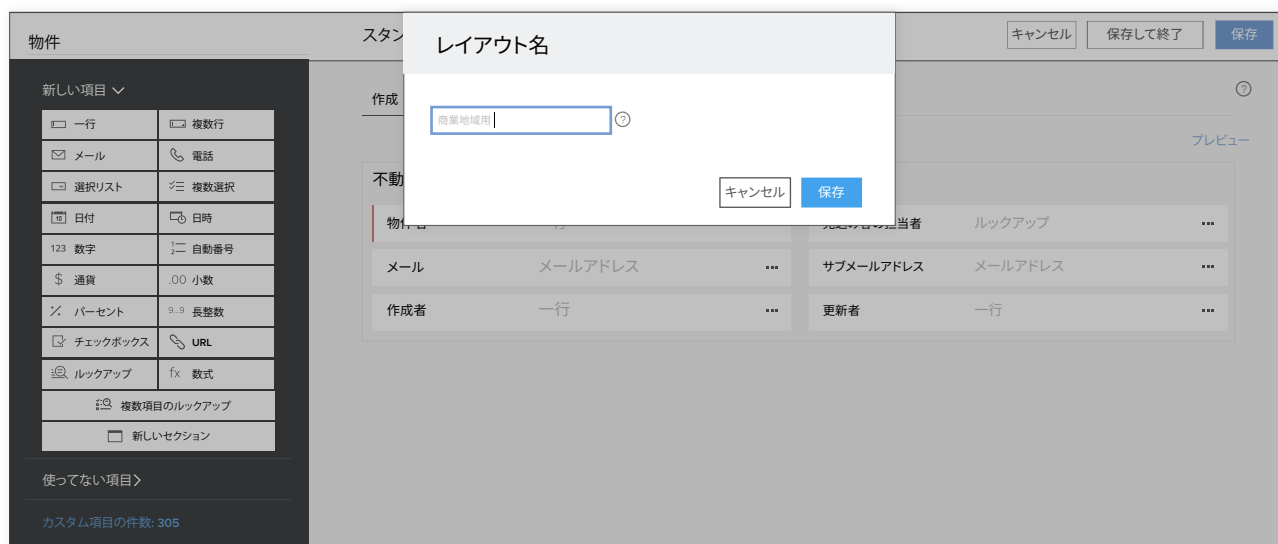 物件
スタン
レイアウト名
キャンセル
保存して終了
保存
新しい項目
作成
商業地域用
?
?
プレビュー
一行
複数行
メール
電話
選択リスト
複数選択
10 日付
日時
123 数字
自動番号
$ 通貨
.00 小数
パーセント
9..9 長整数
チェックボックス
URL
ルックアップ
fx 数式
複数項目のルックアップ
新しいセクション
使ってない項目
カスタム項目の件数: 305
キャンセル
保存
不動
ルックアップ
メール
メールアドレス
サブメールアドレス
メールアドレス
作成者
一行
更新者
一行